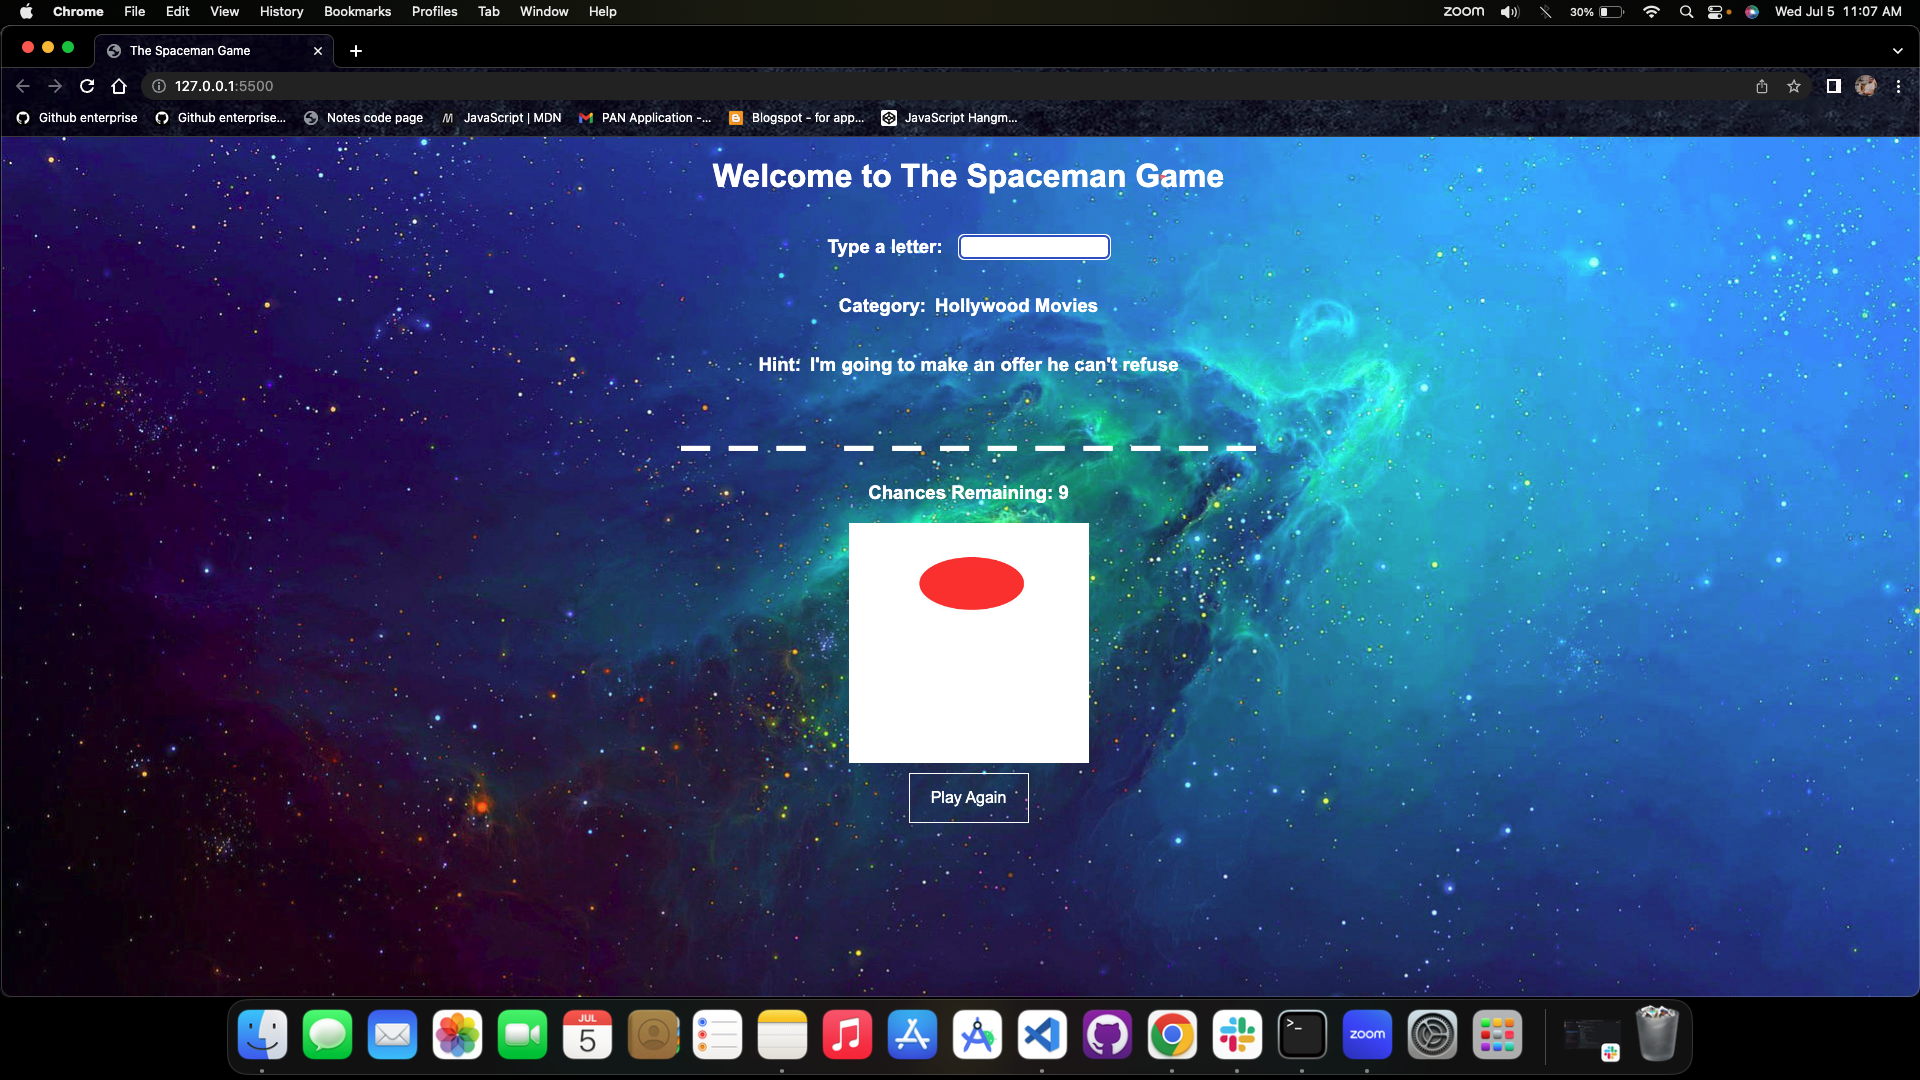 Chrome File Edit View History Bookmarks Profiles Tab Window Help zoom 30% Wed Jul 5 11:07 AM
The Spaceman Game
127.0.0.1:5500
Github enterprise Github enterprise... Notes code page JavaScript | MDN PAN Application -... Blogspot - for app... JavaScript Hangm...
Welcome to The Spaceman Game
Type a letter:
Category: Hollywood Movies
Hint: I'm going to make an offer he can't refuse
Chances Remaining: 9
Play Again
JUL
5
zoom